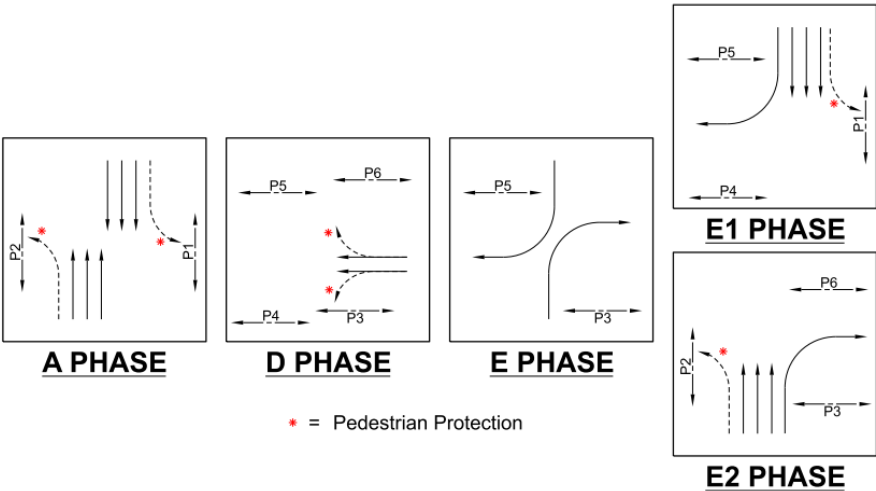 P5
P1
P4
E1 PHASE
P2
P1
A PHASE
P6
P5
P4
P3
D PHASE
P5
P3
E PHASE
P6
P2
P3
E2 PHASE
* = Pedestrian Protection